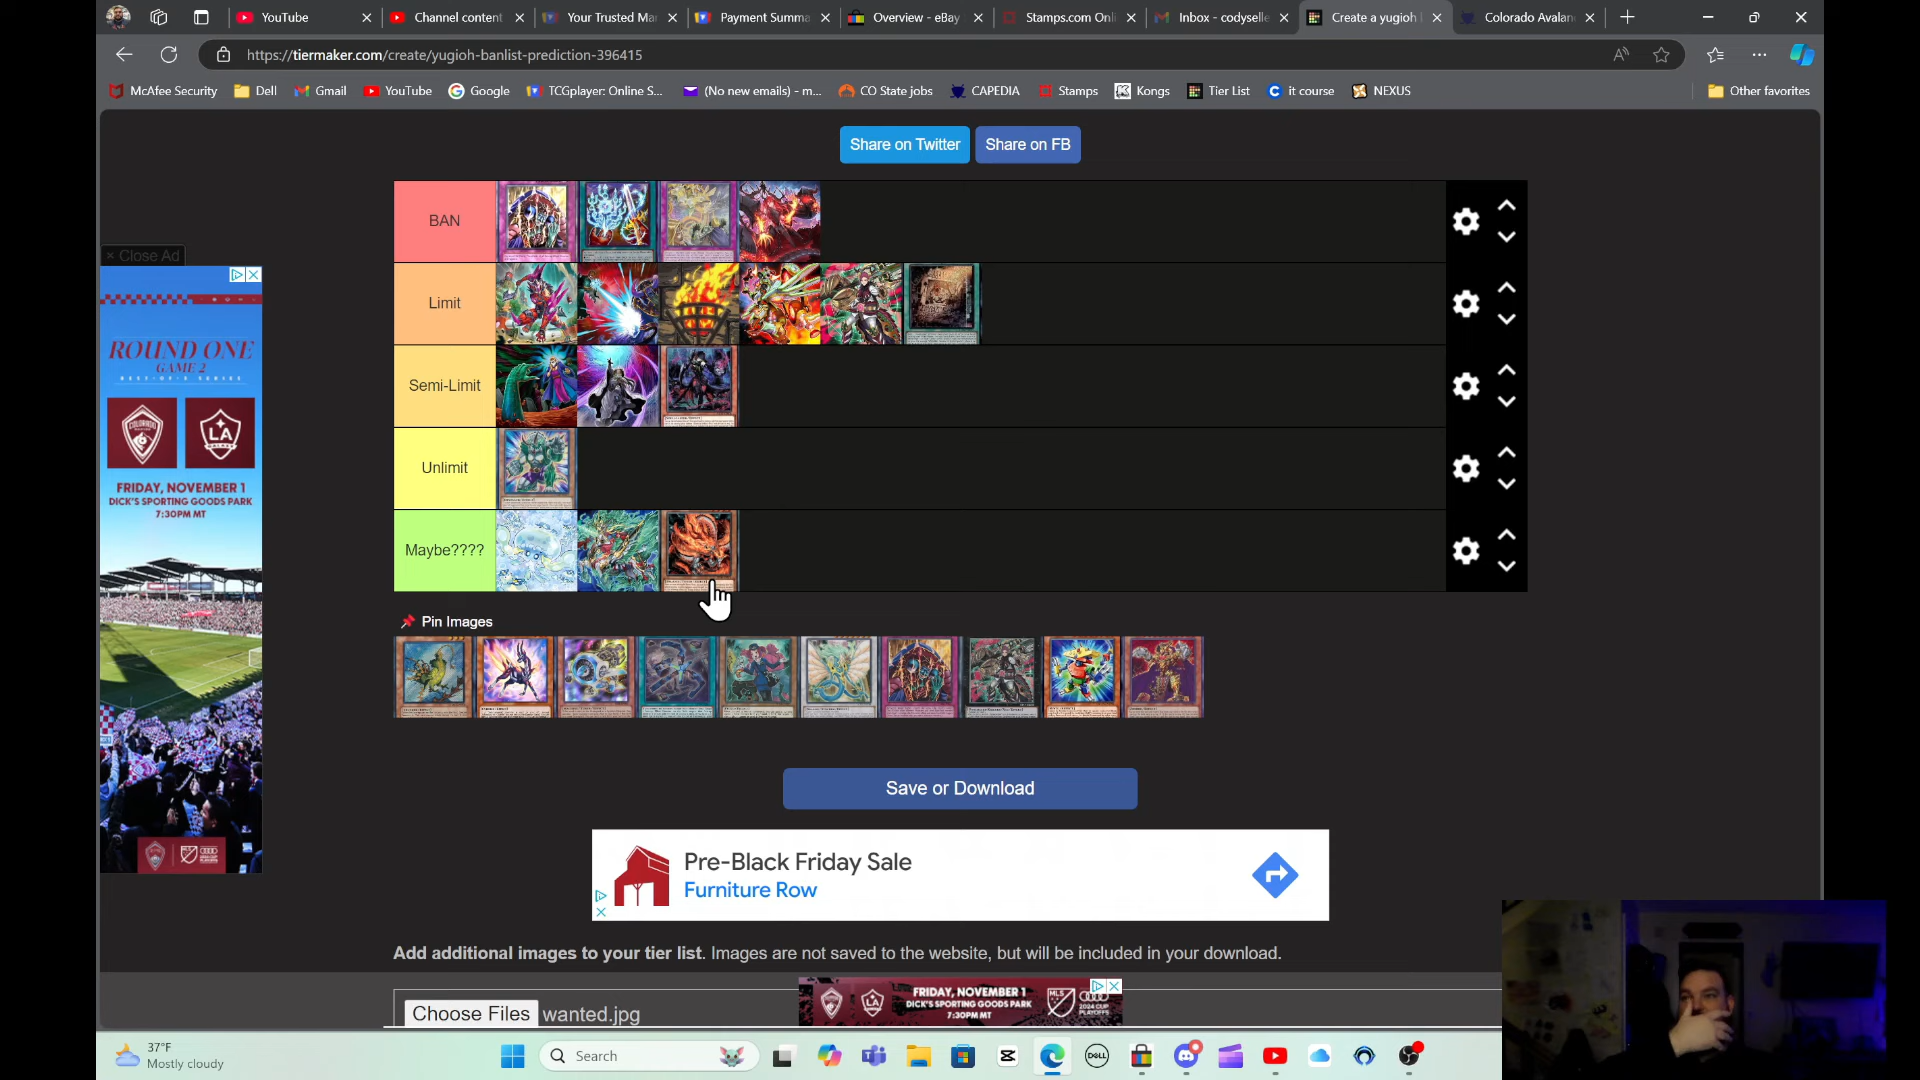 YouTube
Channel content
Your Trusted Ma
Payment Summa
Overview - eBay
Stamps.com Onli
Inbox - codyselle
Create a yugioh
Colorado Avalan
https://tiermaker.com/create/yugioh-banlist-prediction-396415
McAfee Security
Dell
Gmail
YouTube
Google
TCGplayer: Online S...
(No new emails) - m...
CO State jobs
CAPEDIA
Stamps
Kongs
Tier List
it course
NEXUS
Other favorites
Share on Twitter
Share on FB
× Close Ad
ROUND ONE
GAME 2
BEST-OF-3 SERIES
FRIDAY, NOVEMBER 1
DICK'S SPORTING GOODS PARK
7:30PM MT
BAN
Limit
Semi-Limit
Unlimit
Maybe????
Pin Images
Save or Download
Pre-Black Friday Sale
Furniture Row
Add additional images to your tier list. Images are not saved to the website, but will be included in your download.
Choose Files wanted.jpg
FRIDAY, NOVEMBER 1
DICK'S SPORTING GOODS PARK
7:30PM MT
37°F
Mostly cloudy
Search